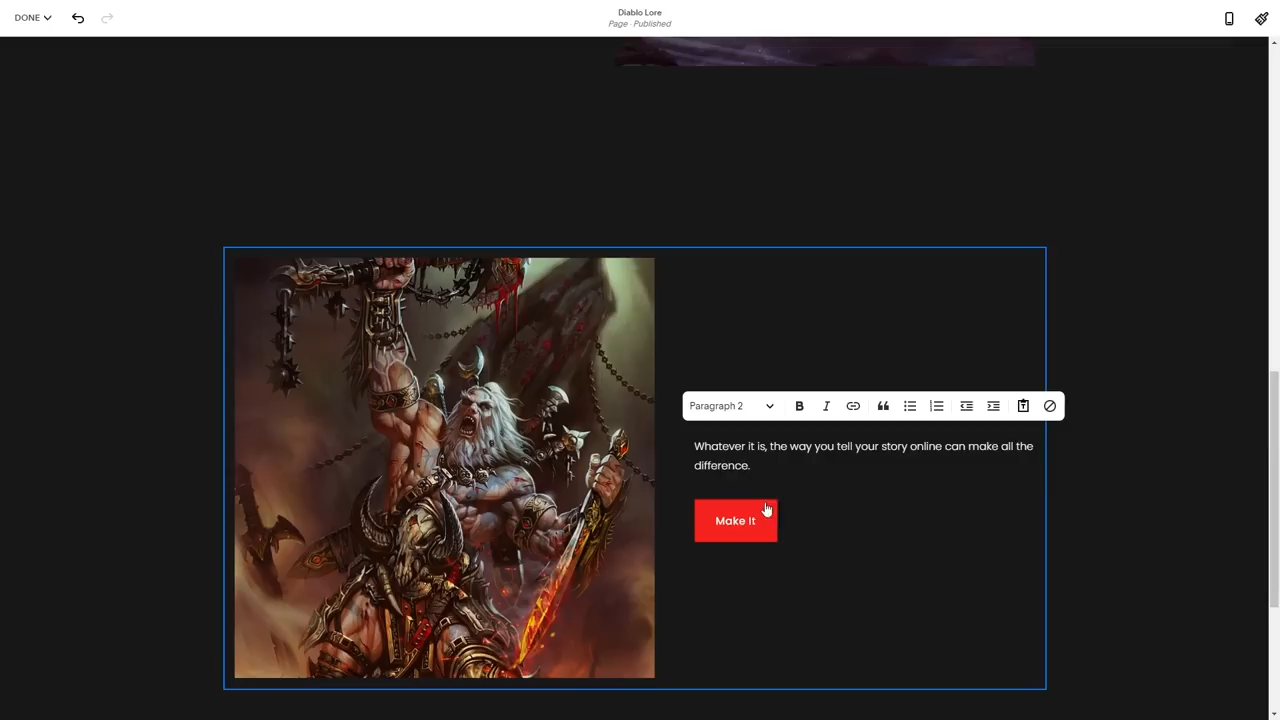 DONE
Diablo Lore
Page · Published
Paragraph 2
Whatever it is, the way you tell your story online can make all the
difference.
Make It